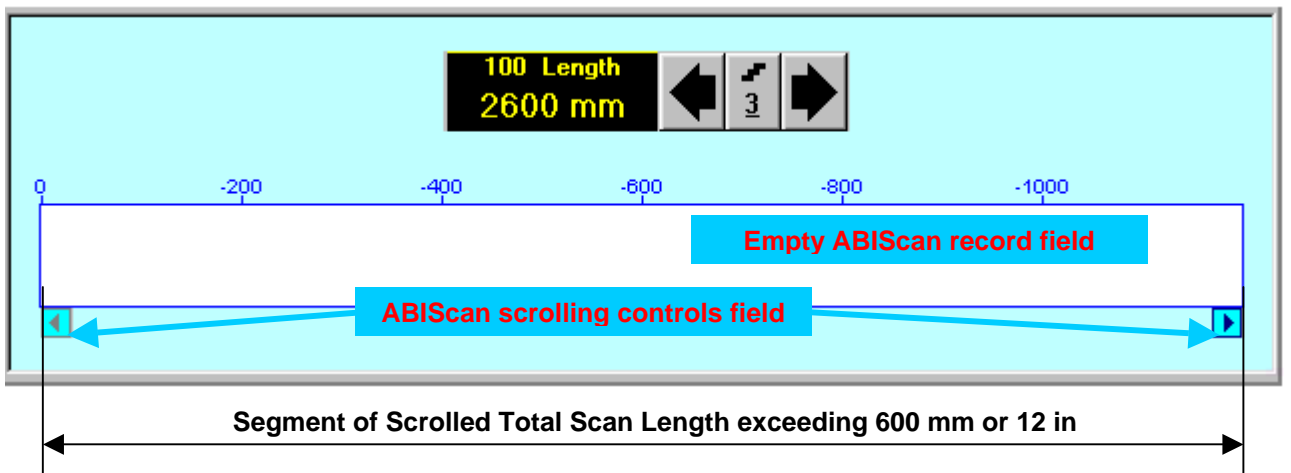 100 Length
2600 mm
3
0 -200 -400 -600 -800 -1000
Empty ABIScan record field
ABIScan scrolling controls field
Segment of Scrolled Total Scan Length exceeding 600 mm or 12 in